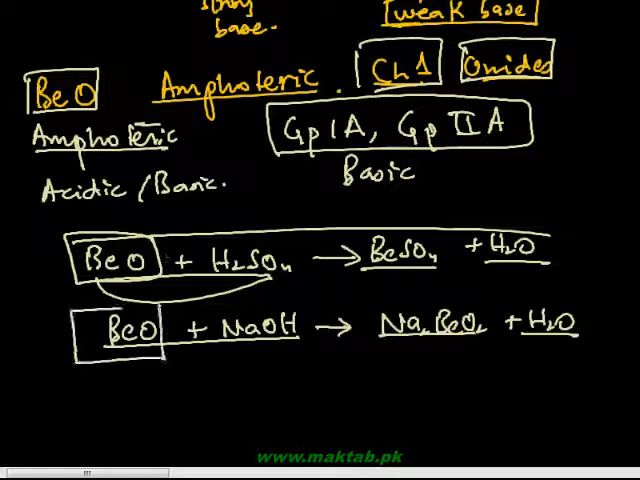 strong weak base
base.
BeO Amphoteric. Ch 1 Oxides
Amphoteric Gp I A, Gp II A
Acidic / Basic. Basic
BeO + H₂SO₄ → BeSO₄ + H₂O
BeO + NaOH → Na₂BeO₂ + H₂O
www.maktab.pk